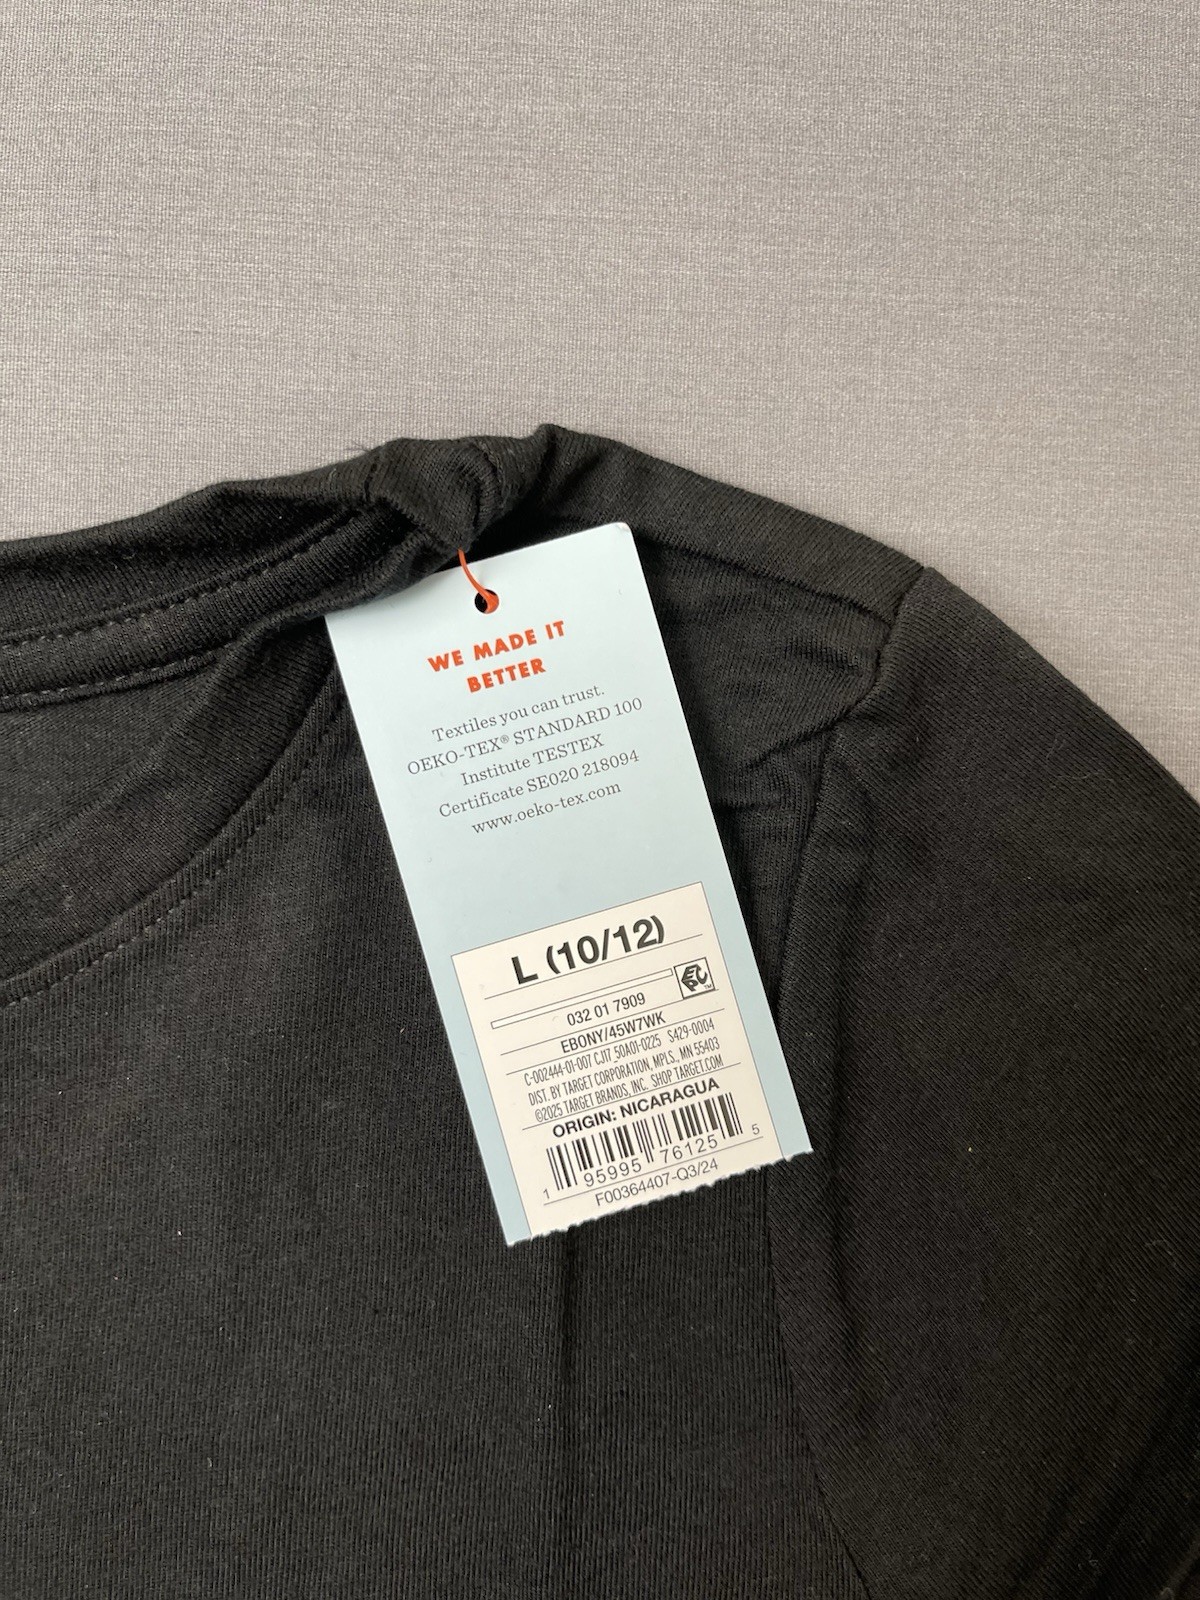 WE MADE IT
BETTER
Textiles you can trust.
OEKO-TEX® STANDARD 100
Institute TESTEX
Certificate SE020 218094
www.oeko-tex.com
L (10/12)
032 01 7909
EBONY/45W7WK
C-002444-01-007 CJ17 50A01-0225 S429-0004
DIST. BY TARGET CORPORATION, MPLS., MN 55403
©2025 TARGET BRANDS, INC. SHOP TARGET.COM
ORIGIN: NICARAGUA
1 95995 76125 5
F00364407-Q3/24